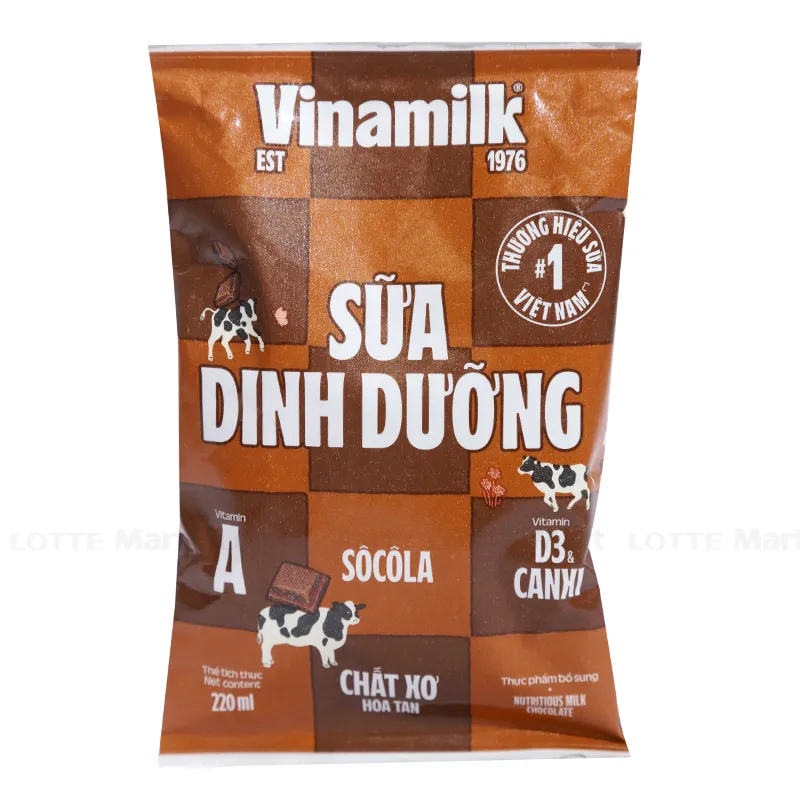 Vinamilk®
EST 1976
THƯƠNG HIỆU SỮA
#1
VIỆT NAM
SỮA
DINH DƯỠNG
Vitamin
A
SÔCÔLA
Vitamin
D3 &
CANXI
LOTTE Mart
LOTTE Mart
Thể tích thực
Net content
220 ml
CHẤT XƠ
HÒA TAN
Thực phẩm bổ sung
NUTRITIOUS MILK
CHOCOLATE